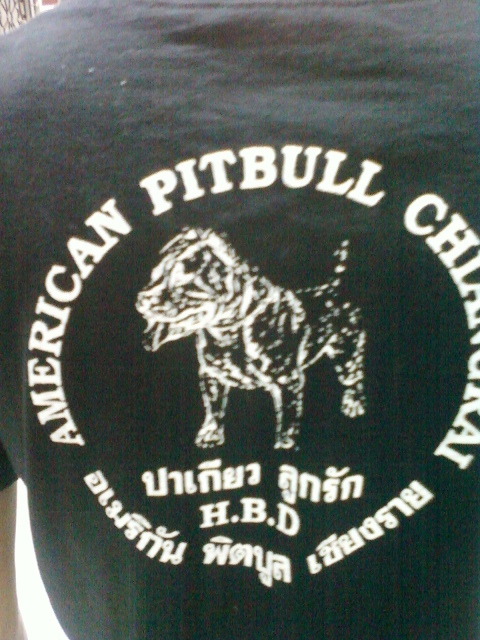 AMERICAN PITBULL CHIANGRAI
ปาเกียว ลูกรัก
H.B.D
อเมริกัน พิตบูล เชียงราย